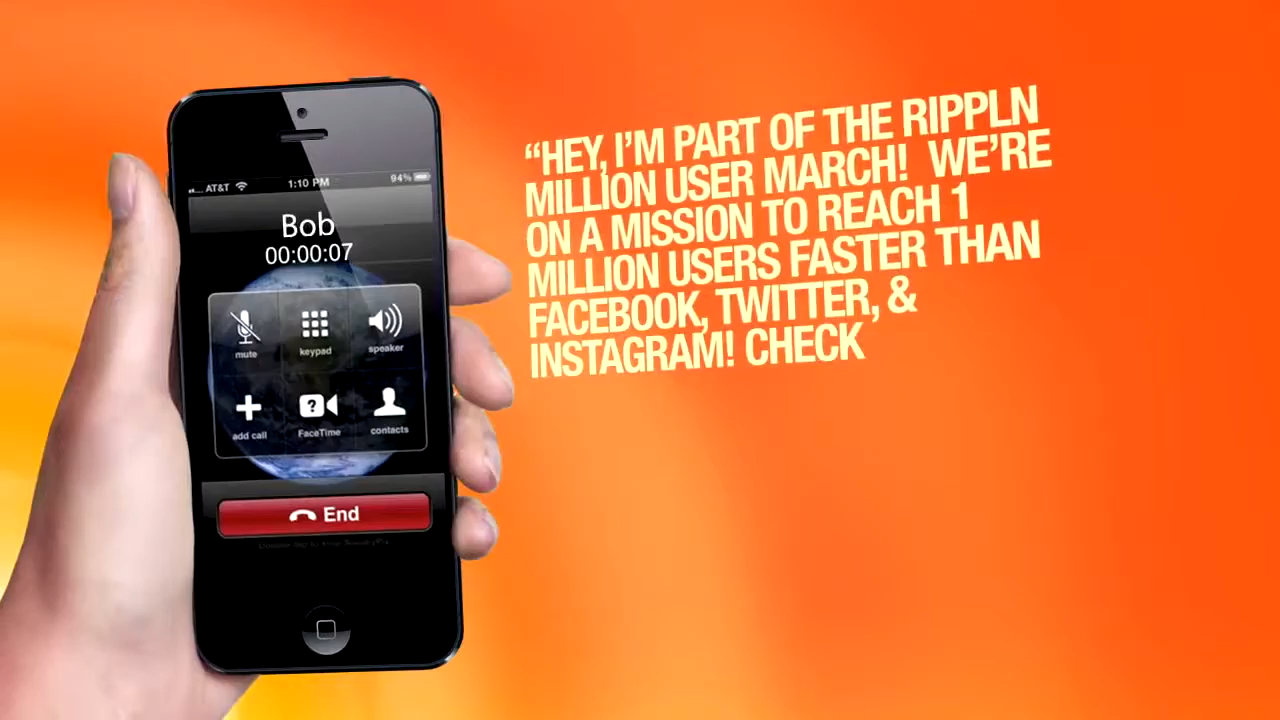 AT&T 1:10 PM 94%
Bob
00:00:07
mute keypad speaker
add call FaceTime contacts
End
“HEY, I’M PART OF THE RIPPLN
MILLION USER MARCH! WE’RE
ON A MISSION TO REACH 1
MILLION USERS FASTER THAN
FACEBOOK, TWITTER, &
INSTAGRAM! CHECK